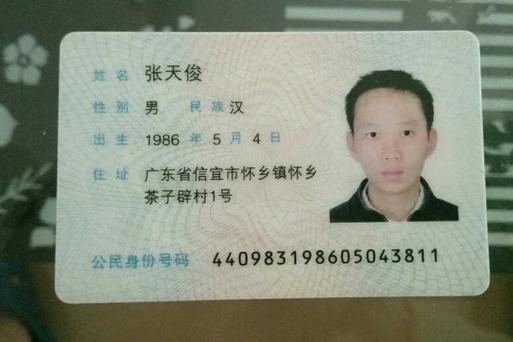 姓名 张天俊
性别 男 民族 汉
出生 1986 年 5 月 4 日
住址 广东省信宜市怀乡镇怀乡
茶子辟村1号
公民身份号码 440983198605043811